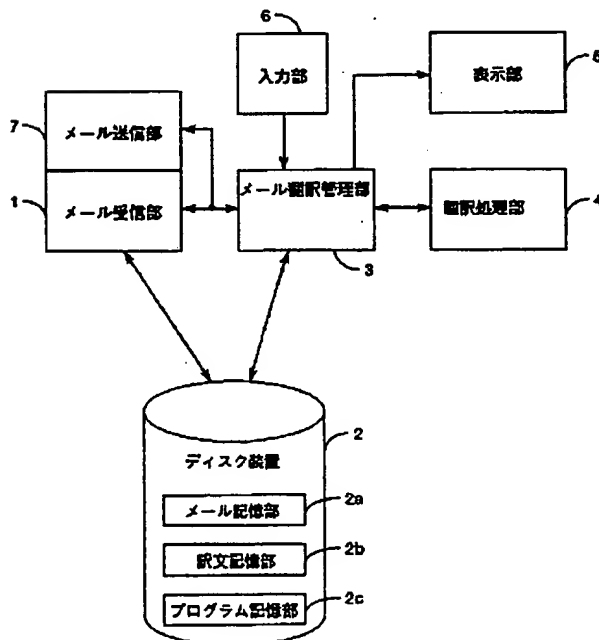 6
入力部
表示部
5
7
メール送信部
1
メール受信部
メール翻訳管理部
3
翻訳処理部
4
2
ディスク装置
メール記憶部
2a
訳文記憶部
2b
プログラム記憶部
2c